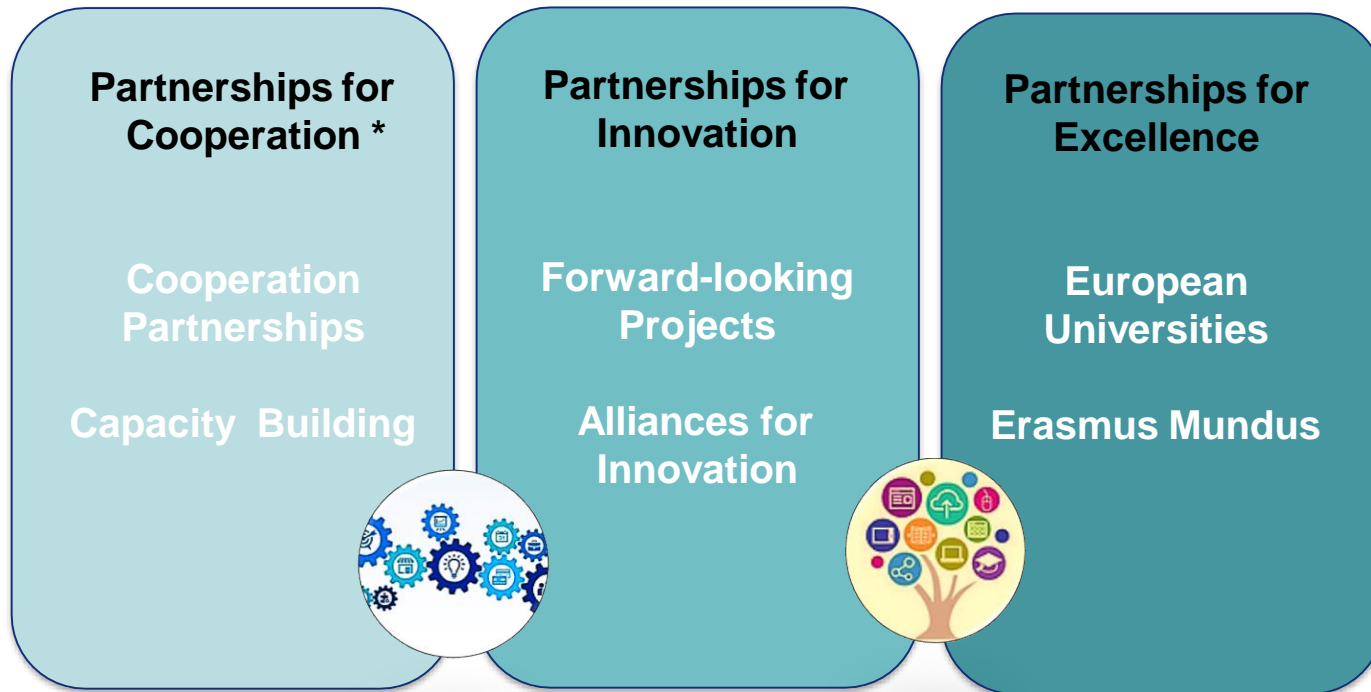 Partnerships for
Cooperation *
Cooperation
Partnerships
Capacity  Building
Partnerships for
Innovation
Forward-looking
Projects
Alliances for
Innovation
Partnerships for
Excellence
European
Universities
Erasmus Mundus